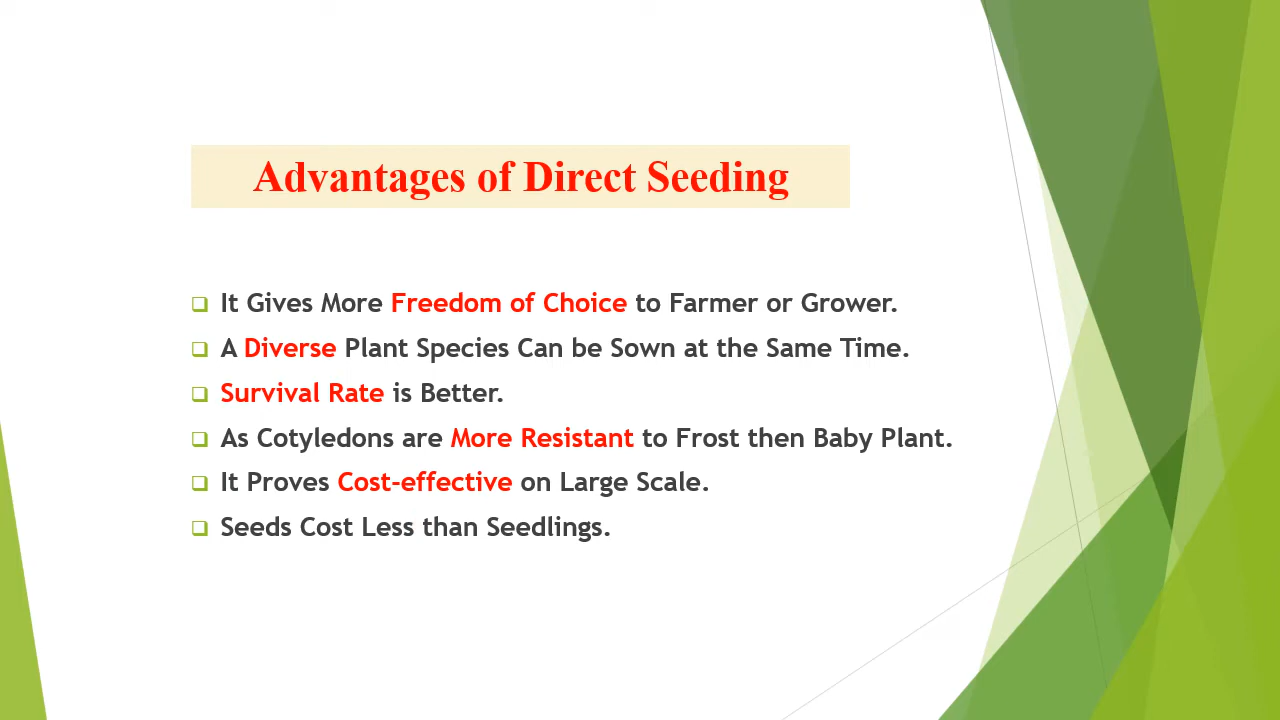 Advantages of Direct Seeding
It Gives More Freedom of Choice to Farmer or Grower.
A Diverse Plant Species Can be Sown at the Same Time.
Survival Rate is Better.
As Cotyledons are More Resistant to Frost then Baby Plant.
It Proves Cost-effective on Large Scale.
Seeds Cost Less than Seedlings.